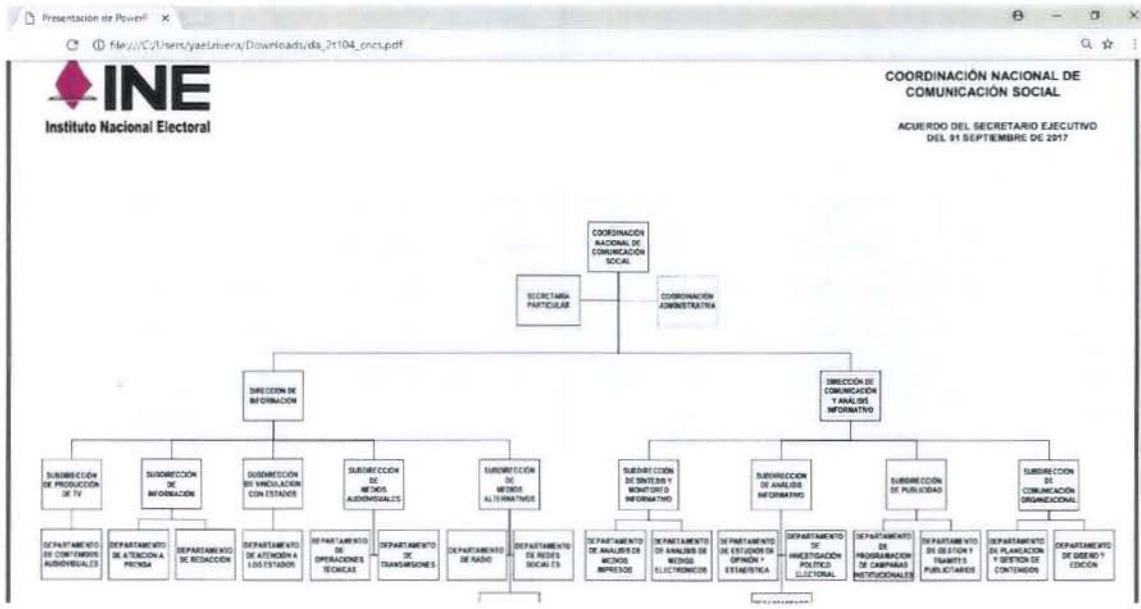 Presentación de PowerP
file:///C:/Users/yael.rivera/Downloads/da_2t104_cncs.pdf
INE
Instituto Nacional Electoral
COORDINACIÓN NACIONAL DE
COMUNICACIÓN SOCIAL
ACUERDO DEL SECRETARIO EJECUTIVO
DEL 01 SEPTIEMBRE DE 2017
COORDINACIÓN
NACIONAL DE
COMUNICACIÓN
SOCIAL
SECRETARÍA
PARTICULAR
COORDINACIÓN
ADMINISTRATIVA
DIRECCIÓN DE
INFORMACIÓN
DIRECCIÓN DE
COMUNICACIÓN
Y ANÁLISIS
INFORMATIVO
SUBDIRECCIÓN
DE PRODUCCIÓN
DE TV
SUBDIRECCIÓN
DE
INFORMACIÓN
SUBDIRECCIÓN
DE VINCULACIÓN
CON ESTADOS
SUBDIRECCIÓN
DE
MEDIOS
AUDIOVISUALES
SUBDIRECCIÓN
DE
MEDIOS
ALTERNATIVOS
SUBDIRECCIÓN
DE SÍNTESIS Y
MONITOREO
INFORMATIVO
SUBDIRECCIÓN
DE ANÁLISIS
INFORMATIVO
SUBDIRECCIÓN
DE PUBLICIDAD
SUBDIRECCIÓN
DE
COMUNICACIÓN
ORGANIZACIONAL
DEPARTAMENTO
DE CONTENIDOS
AUDIOVISUALES
DEPARTAMENTO
DE ATENCIÓN A
PRENSA
DEPARTAMENTO
DE REDACCIÓN
DEPARTAMENTO
DE ATENCIÓN A
LOS ESTADOS
DEPARTAMENTO
DE
OPERACIONES
TÉCNICAS
DEPARTAMENTO
DE
TRANSMISIONES
DEPARTAMENTO
DE RADIO
DEPARTAMENTO
DE REDES
SOCIALES
DEPARTAMENTO
DE ANÁLISIS DE
MEDIOS
IMPRESOS
DEPARTAMENTO
DE ANÁLISIS DE
MEDIOS
ELECTRÓNICOS
DEPARTAMENTO
DE ESTUDIOS DE
OPINIÓN Y
ESTADÍSTICA
DEPARTAMENTO
DE
INVESTIGACIÓN
POLÍTICO
ELECTORAL
DEPARTAMENTO
DE
PROGRAMACIÓN
DE CAMPAÑAS
INSTITUCIONALES
DEPARTAMENTO
DE GESTIÓN Y
TRÁMITES
PUBLICITARIOS
DEPARTAMENTO
DE PLANEACIÓN
Y GESTIÓN DE
CONTENIDOS
DEPARTAMENTO
DE DISEÑO Y
EDICIÓN